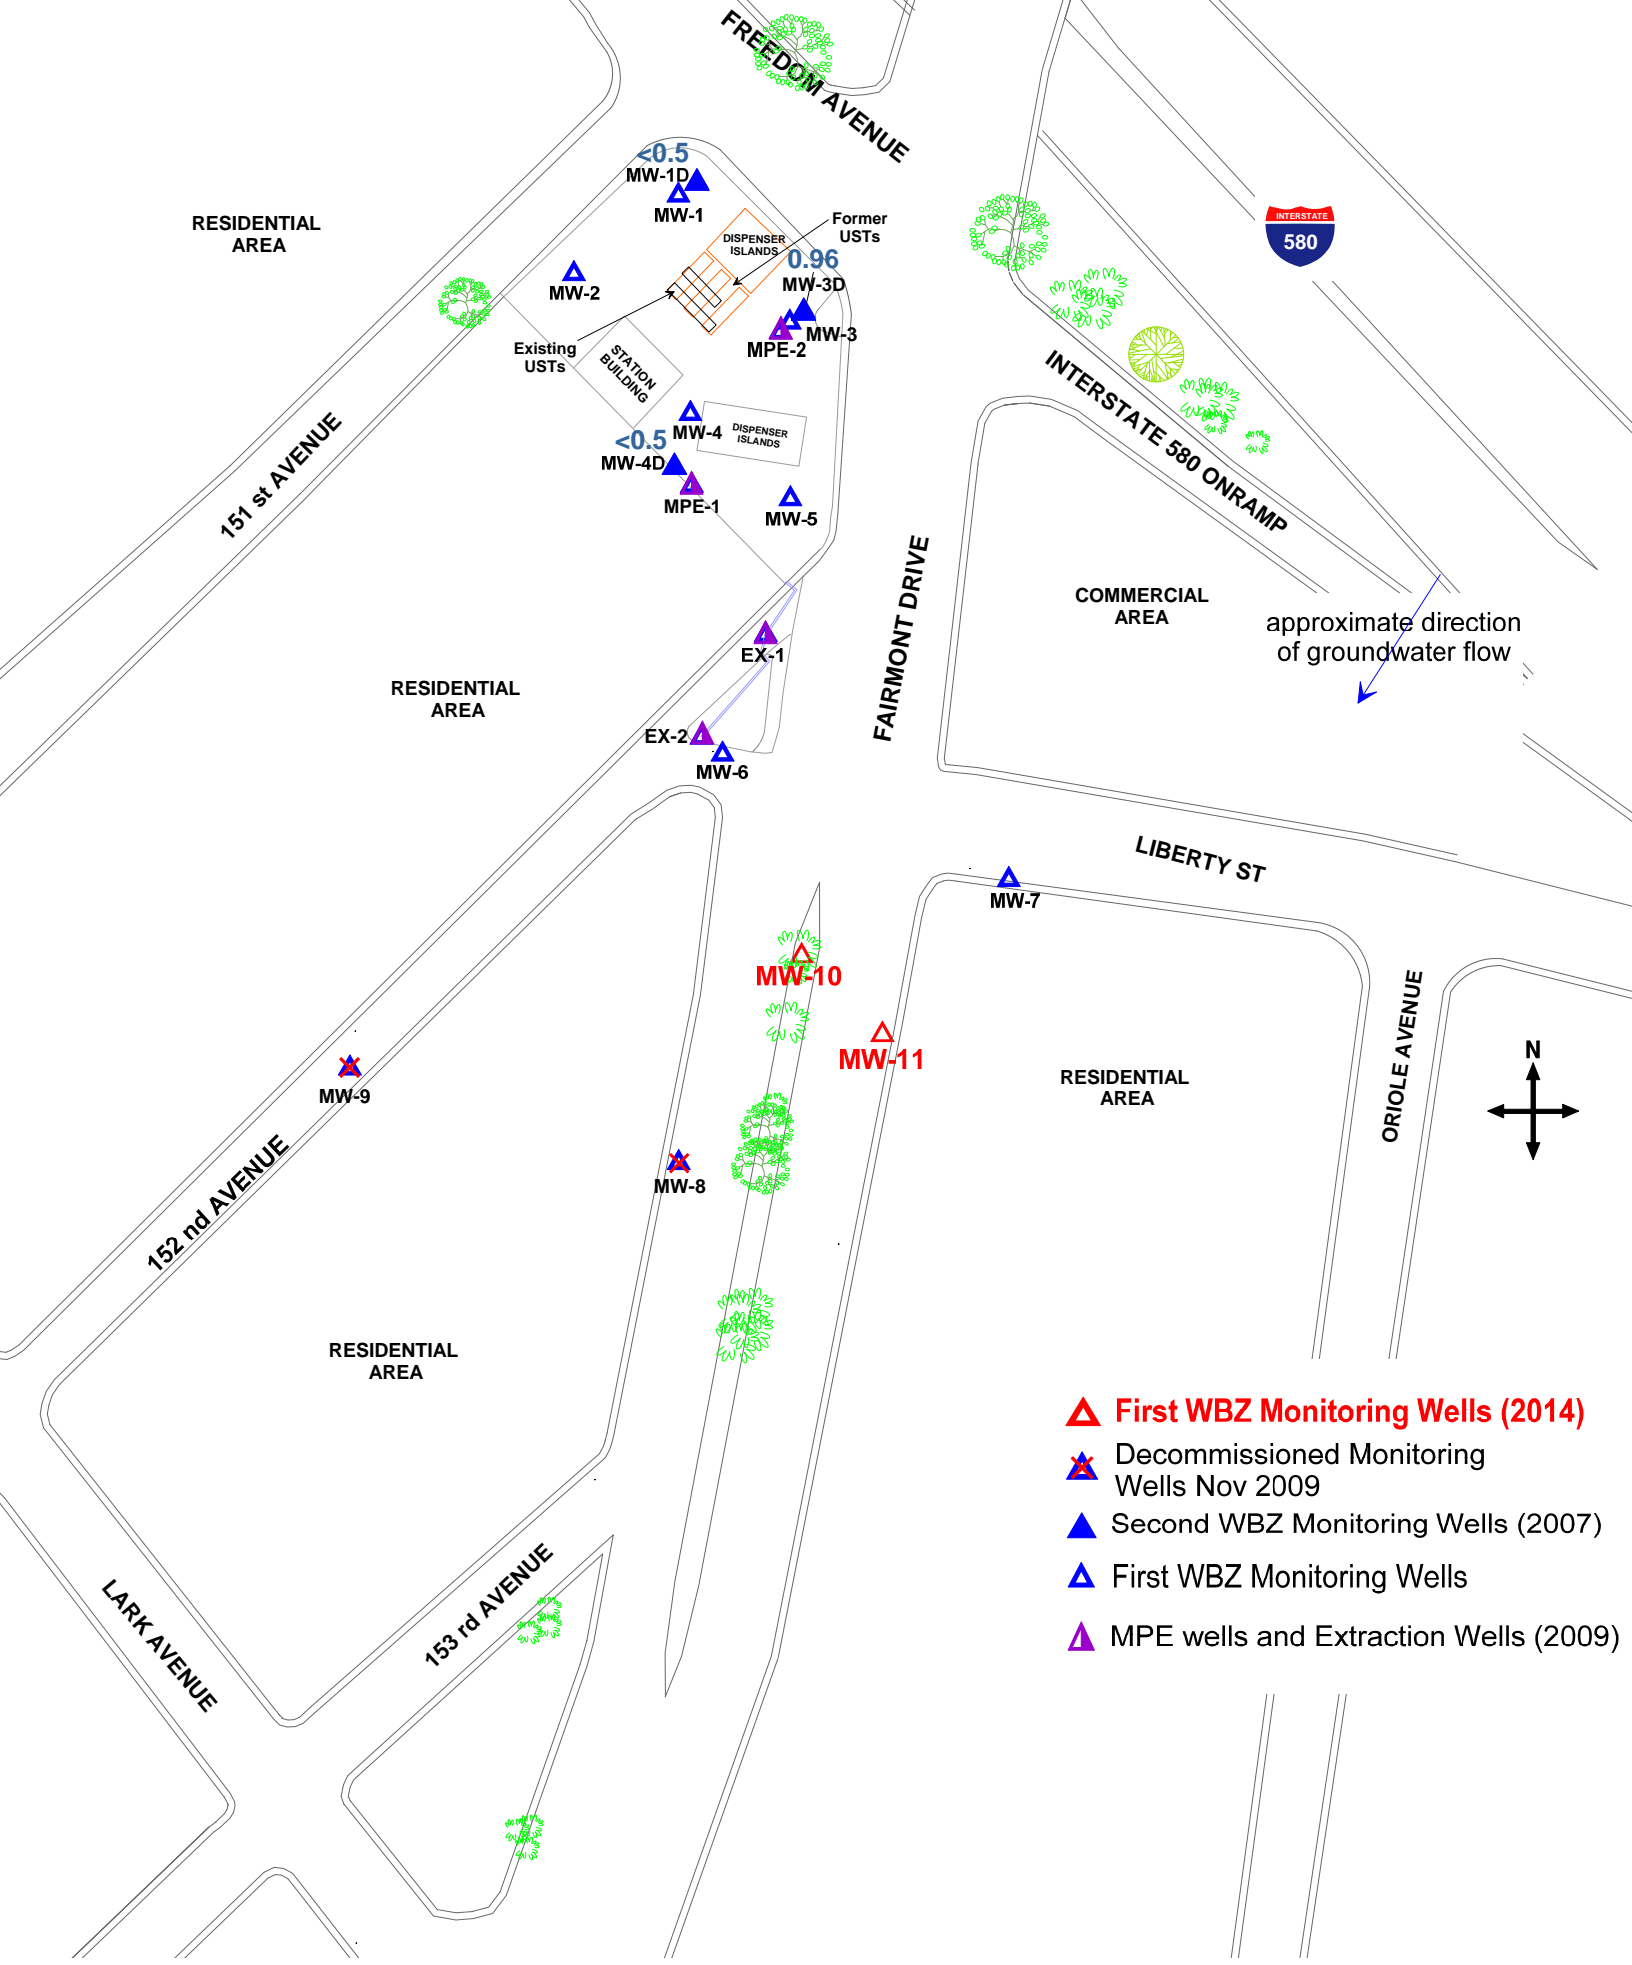 FREEDOM AVENUE
<0.5
MW-1D
MW-1
RESIDENTIAL
AREA
Former
USTs
DISPENSER
ISLANDS
INTERSTATE
580
0.96
MW-3D
MW-2
MW-3
MPE-2
Existing
USTs
STATION
BUILDING
INTERSTATE 580 ONRAMP
MW-4
DISPENSER
ISLANDS
<0.5
MW-4D
MPE-1
MW-5
151 st AVENUE
FAIRMONT DRIVE
COMMERCIAL
AREA
approximate direction
of groundwater flow
EX-1
RESIDENTIAL
AREA
EX-2
MW-6
LIBERTY ST
MW-7
MW-10
MW-11
ORIOLE AVENUE
N
RESIDENTIAL
AREA
MW-9
MW-8
152 nd AVENUE
RESIDENTIAL
AREA
First WBZ Monitoring Wells (2014)
Decommissioned Monitoring
Wells Nov 2009
Second WBZ Monitoring Wells (2007)
First WBZ Monitoring Wells
MPE wells and Extraction Wells (2009)
153 rd AVENUE
LARK AVENUE